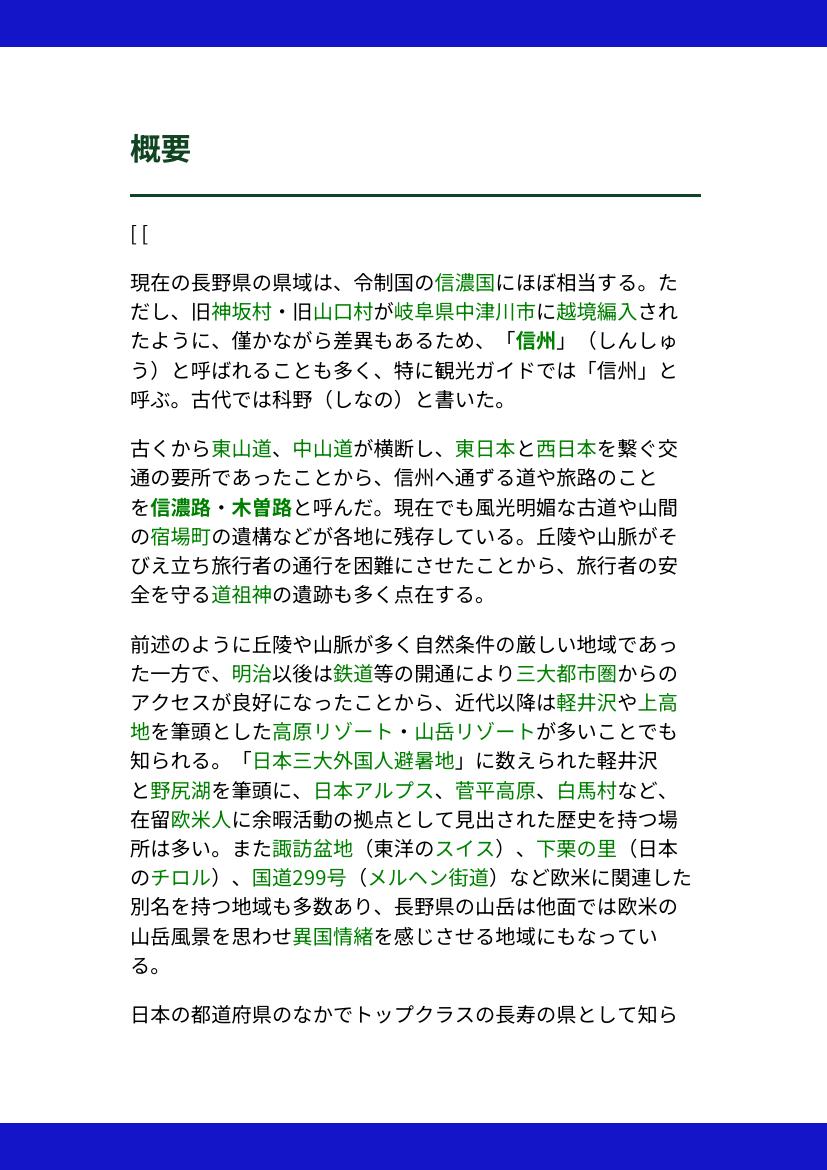 概要
[ [
現在の長野県の県域は、令制国の信濃国にほぼ相当する。た
だし、旧神坂村・旧山口村が岐阜県中津川市に越境編入され
たように、僅かながら差異もあるため、「信州」（しんしゅ
う）と呼ばれることも多く、特に観光ガイドでは「信州」と
呼ぶ。古代では科野（しなの）と書いた。
古くから東山道、中山道が横断し、東日本と西日本を繋ぐ交
通の要所であったことから、信州へ通ずる道や旅路のこと
を信濃路・木曽路と呼んだ。現在でも風光明媚な古道や山間
の宿場町の遺構などが各地に残存している。丘陵や山脈がそ
びえ立ち旅行者の通行を困難にさせたことから、旅行者の安
全を守る道祖神の遺跡も多く点在する。
前述のように丘陵や山脈が多く自然条件の厳しい地域であっ
た一方で、明治以後は鉄道等の開通により三大都市圏からの
アクセスが良好になったことから、近代以降は軽井沢や上高
地を筆頭とした高原リゾート・山岳リゾートが多いことでも
知られる。「日本三大外国人避暑地」に数えられた軽井沢
と野尻湖を筆頭に、日本アルプス、菅平高原、白馬村など、
在留欧米人に余暇活動の拠点として見出された歴史を持つ場
所は多い。また諏訪盆地（東洋のスイス）、下栗の里（日本
のチロル）、国道299号（メルヘン街道）など欧米に関連した
別名を持つ地域も多数あり、長野県の山岳は他面では欧米の
山岳風景を思わせ異国情緒を感じさせる地域にもなってい
る。
日本の都道府県のなかでトップクラスの長寿の県として知ら